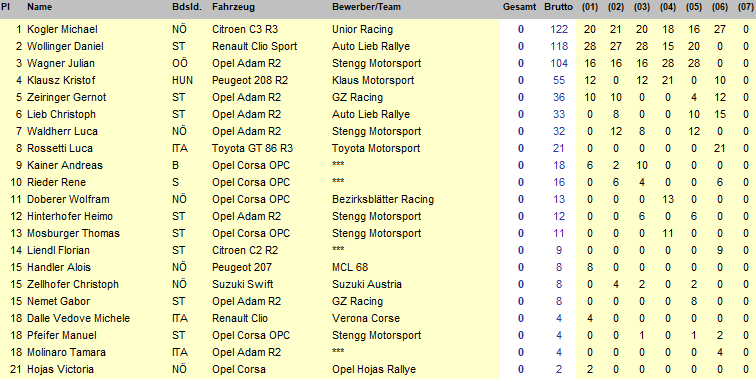 Pl Name Bdsld. Fahrzeug Bewerber/Team Gesamt Brutto (01) (02) (03) (04) (05) (06) (07)
1 Kogler Michael NÖ Citroen C3 R3 Unior Racing 0 122 20 21 20 18 16 27 0
2 Wollinger Daniel ST Renault Clio Sport Auto Lieb Rallye 0 118 28 27 28 15 20 0 0
3 Wagner Julian OÖ Opel Adam R2 Stengg Motorsport 0 104 16 16 16 28 28 0 0
4 Klausz Kristof HUN Peugeot 208 R2 Klaus Motorsport 0 55 12 0 12 21 0 10 0
5 Zeiringer Gernot ST Opel Adam R2 GZ Racing 0 36 10 10 0 0 4 12 0
6 Lieb Christoph ST Opel Adam R2 Auto Lieb Rallye 0 33 0 8 0 0 10 15 0
7 Waldherr Luca NÖ Opel Adam R2 Stengg Motorsport 0 32 0 12 8 0 12 0 0
8 Rossetti Luca ITA Toyota GT 86 R3 Toyota Motorsport 0 21 0 0 0 0 0 21 0
9 Kainer Andreas B Opel Corsa OPC *** 0 18 6 2 10 0 0 0 0
10 Rieder Rene S Opel Corsa OPC *** 0 16 0 6 4 0 0 6 0
11 Doberer Wolfram NÖ Opel Corsa OPC Bezirksblätter Racing 0 13 0 0 0 13 0 0 0
12 Hinterhofer Heimo ST Opel Adam R2 Stengg Motorsport 0 12 0 0 6 0 6 0 0
13 Mosburger Thomas ST Opel Corsa OPC Stengg Motorsport 0 11 0 0 0 11 0 0 0
14 Liendl Florian ST Citroen C2 R2 *** 0 9 0 0 0 0 0 9 0
15 Handler Alois NÖ Peugeot 207 MCL 68 0 8 8 0 0 0 0 0 0
15 Zellhofer Christoph NÖ Suzuki Swift Suzuki Austria 0 8 0 4 2 0 2 0 0
15 Nemet Gabor ST Opel Adam R2 GZ Racing 0 8 0 0 0 0 8 0 0
18 Dalle Vedove Michele ITA Renault Clio Verona Corse 0 4 4 0 0 0 0 0 0
18 Pfeifer Manuel ST Opel Corsa OPC Stengg Motorsport 0 4 0 0 1 0 1 2 0
18 Molinaro Tamara ITA Opel Adam R2 *** 0 4 0 0 0 0 0 4 0
21 Hojas Victoria NÖ Opel Corsa Opel Hojas Rallye 0 2 2 0 0 0 0 0 0